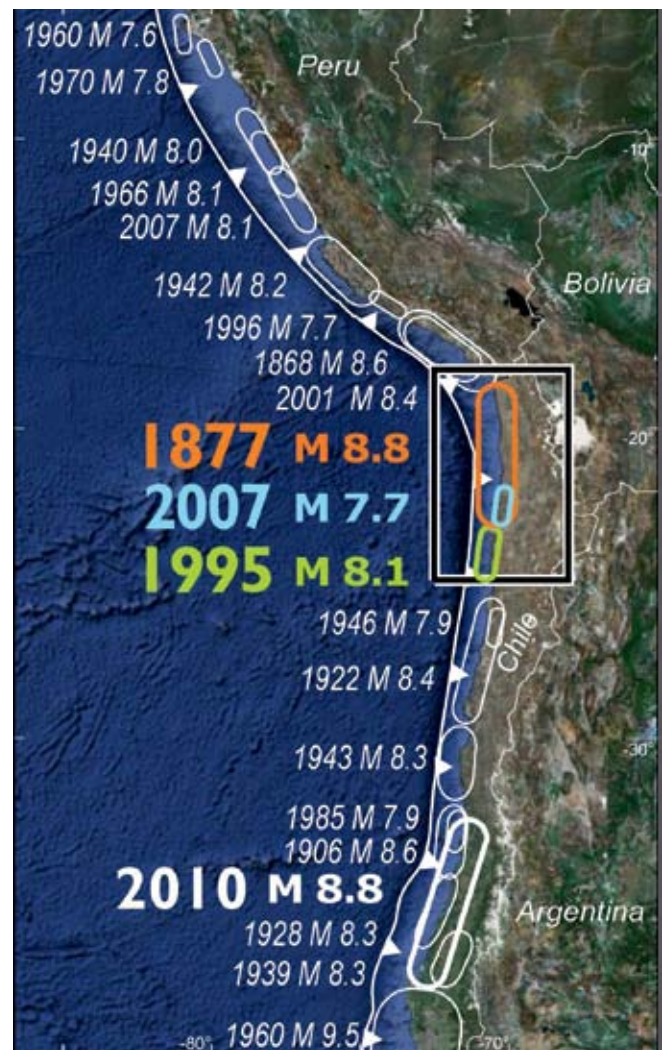 1960 M 7.6
Peru
1970 M 7.8
-10°
1940 M 8.0
1966 M 8.1
2007 M 8.1
Bolivia
1942 M 8.2
1996 M 7.7
1868 M 8.6
2001 M 8.4
1877 M 8.8
-20°
2007 M 7.7
1995 M 8.1
1946 M 7.9
Chile
1922 M 8.4
-30°
1943 M 8.3
1985 M 7.9
1906 M 8.6
2010 M 8.8
Argentina
1928 M 8.3
1939 M 8.3
1960 M 9.5
-80°
-70°